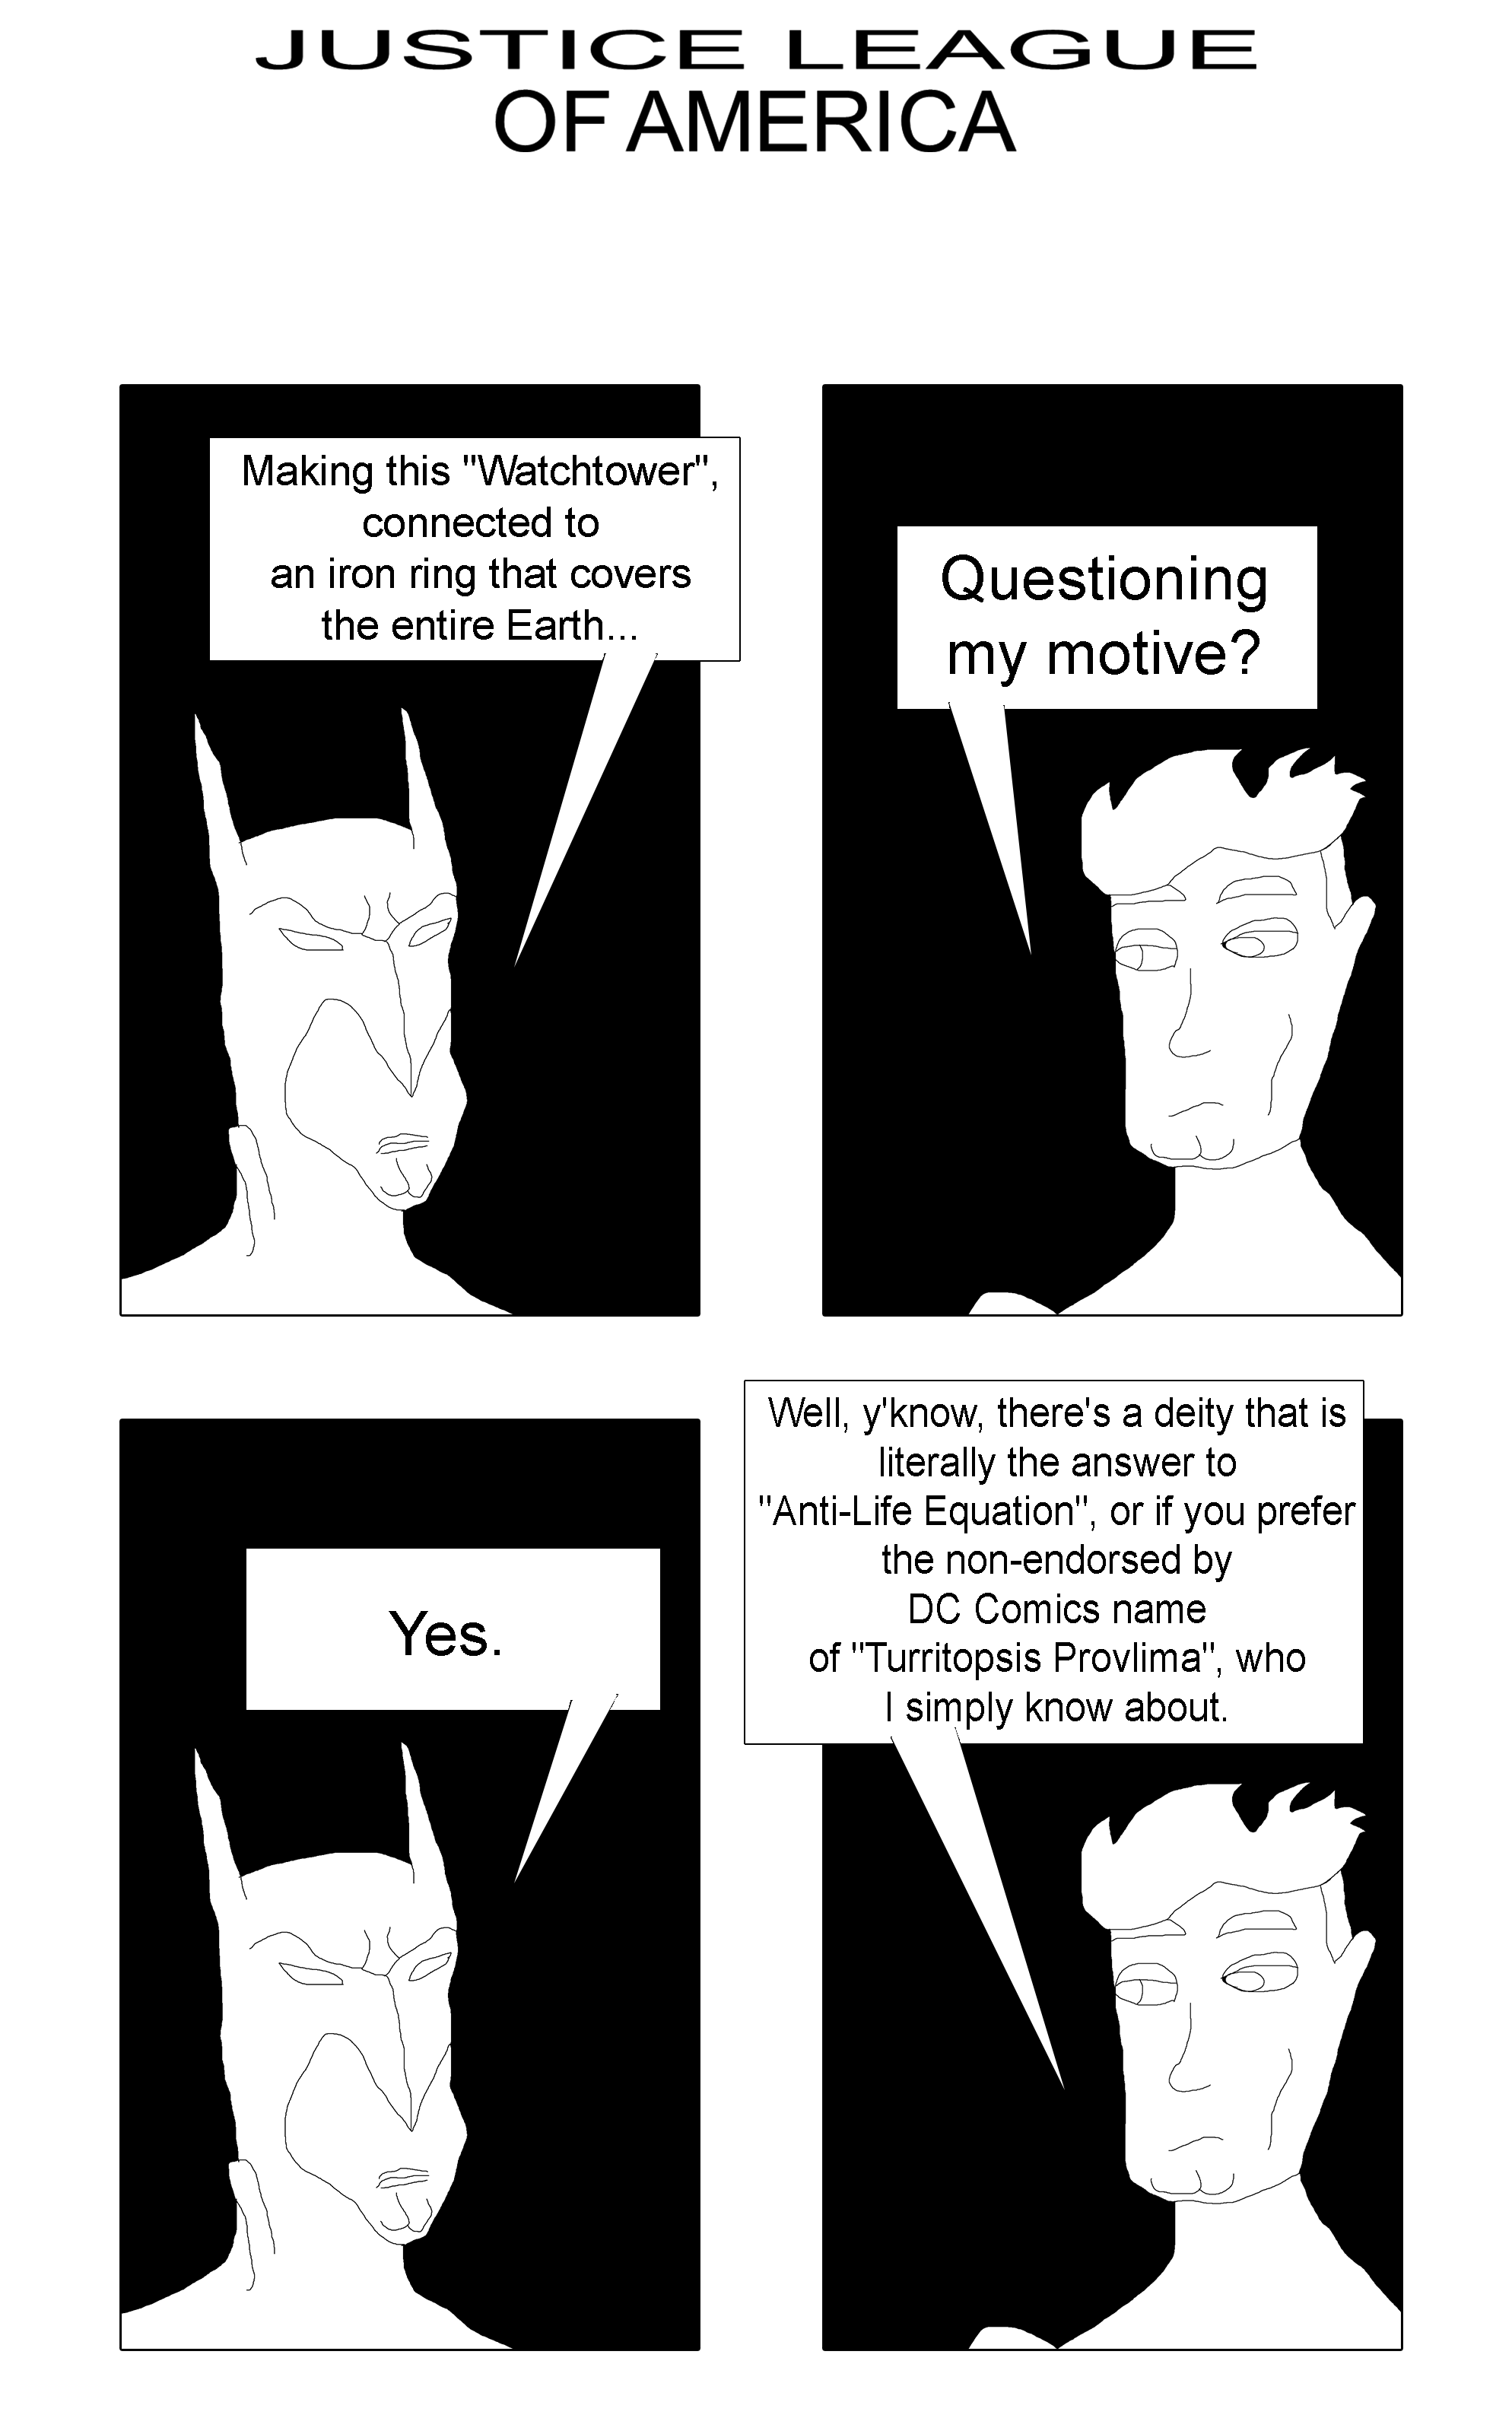 JUSTICE LEAGUE
OF AMERICA
Making this "Watchtower",
connected to
an iron ring that covers
the entire Earth...
Questioning
my motive?
Yes.
Well, y'know, there's a deity that is
literally the answer to
"Anti-Life Equation", or if you prefer
the non-endorsed by
DC Comics name
of "Turritopsis Provlima", who
I simply know about.